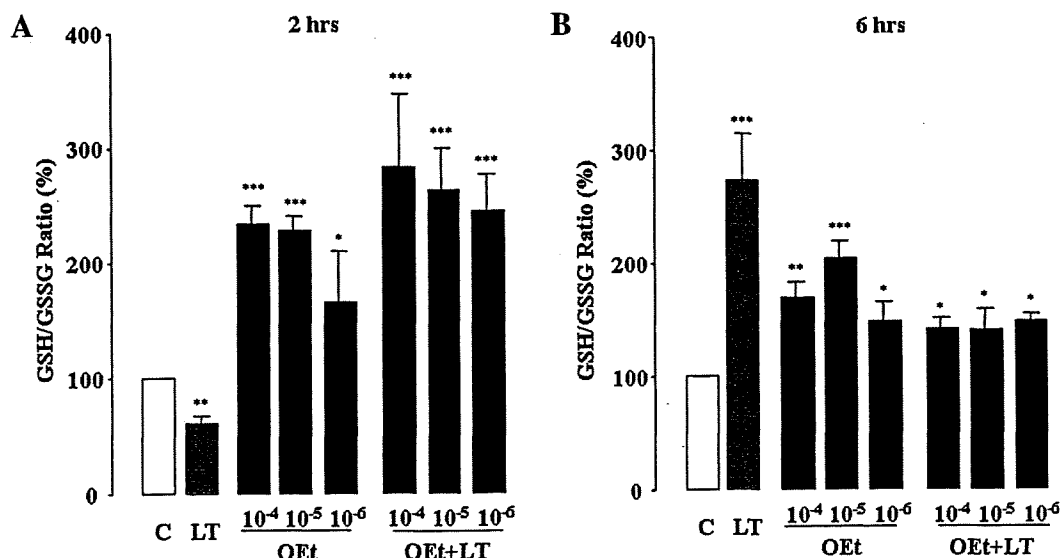 A
2 hrs
GSH/GSSG Ratio (%)
400
300
200
100
0
**
***
***
*
***
***
***
C
LT
10-4
10-5
10-6
10-4
10-5
10-6
OEt
OEt+LT
B
6 hrs
GSH/GSSG Ratio (%)
400
300
200
100
0
***
**
***
*
*
*
*
C
LT
10-4
10-5
10-6
10-4
10-5
10-6
OEt
OEt+LT